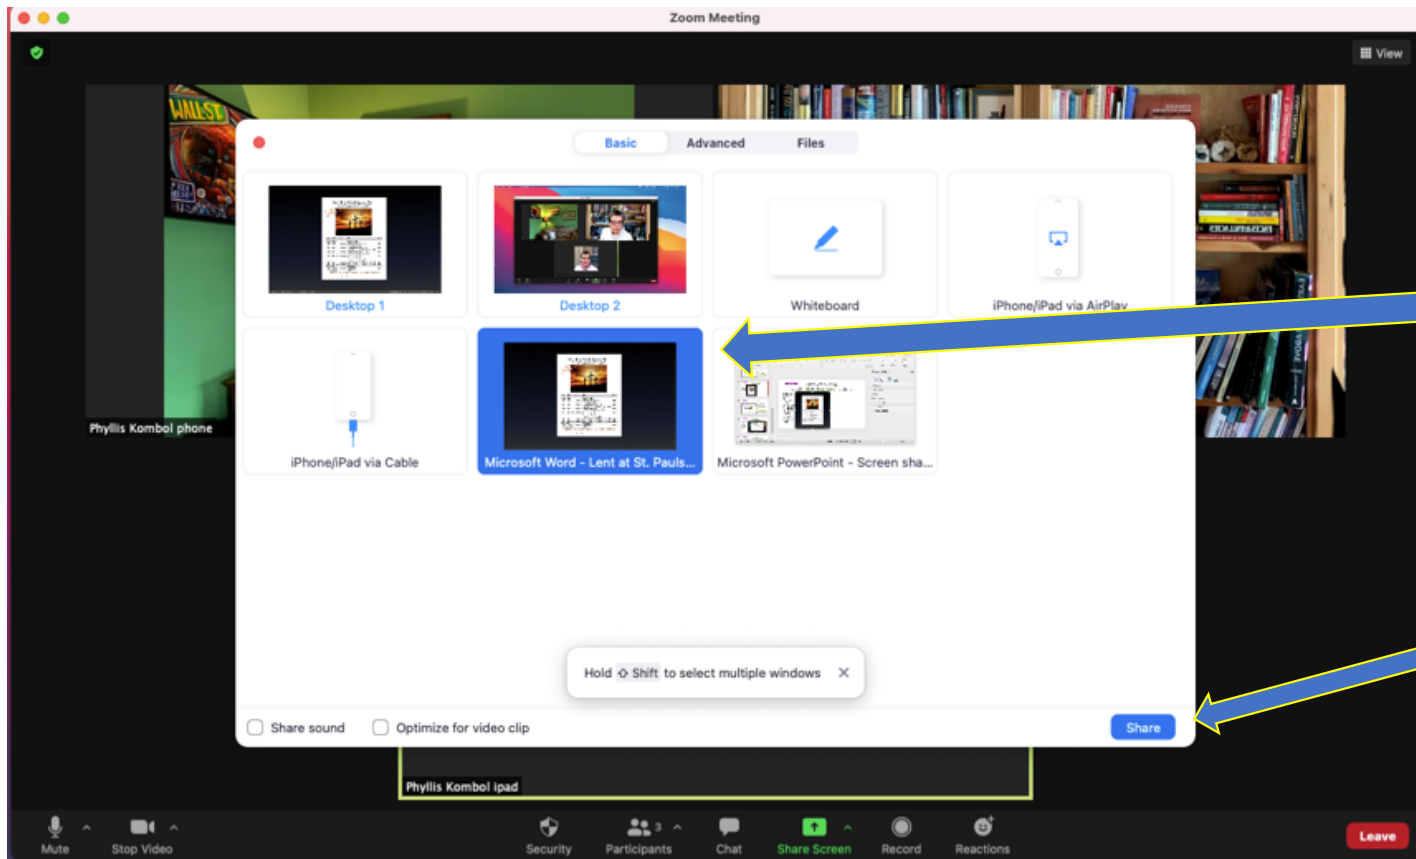 Zoom Meeting
View
WALL ST
Basic
Advanced
Files
Desktop 1
Desktop 2
Whiteboard
iPhone/iPad via AirPlay
Phyllis Kombol phone
iPhone/iPad via Cable
Microsoft Word - Lent at St. Pauls...
Microsoft PowerPoint - Screen sha...
Hold Shift to select multiple windows
Share sound
Optimize for video clip
Share
Phyllis Kombol ipad
Mute
Stop Video
Security
3
Participants
Chat
Share Screen
Record
Reactions
Leave